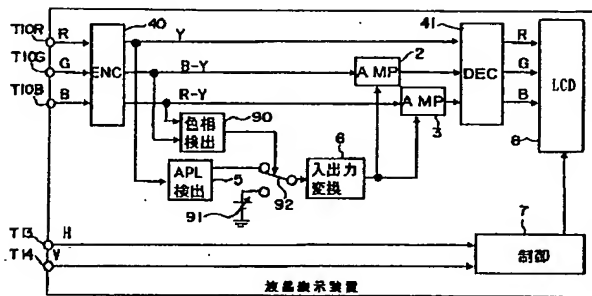 40
41
T10R R Y R
T10G G ENC B-Y AMP 2 DEC G LCD
T10B B R-Y AMP 3 B
色相
検出 90
8
APL
検出 5
92
6
入出力
変換
91
T13 H
7
制御
T14 V
液晶表示装置